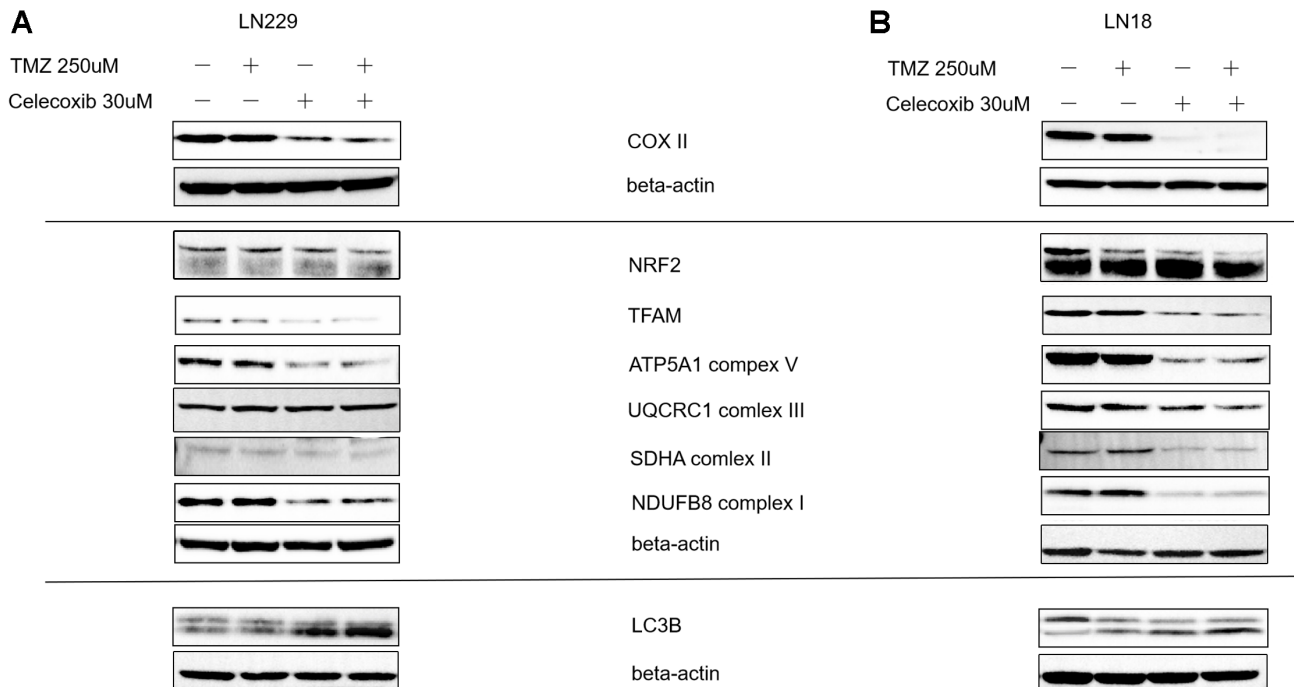 A
LN229
TMZ 250uM − + − +
Celecoxib 30uM − − + +
B
LN18
TMZ 250uM − + − +
Celecoxib 30uM − − + +
COX II
beta-actin
NRF2
TFAM
ATP5A1 compex V
UQCRC1 comlex III
SDHA comlex II
NDUFB8 complex I
beta-actin
LC3B
beta-actin